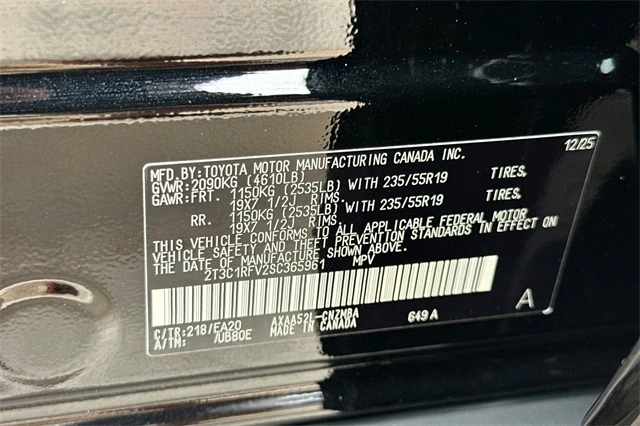 MFD.BY:TOYOTA MOTOR MANUFACTURING CANADA INC. 12/25
GVWR:2090KG (4610LB)
GAWR:FRT. 1150KG (2535LB) WITH 235/55R19 TIRES.
19X7 1/2J RIMS.
RR. 1150KG (2535LB) WITH 235/55R19 TIRES.
19X7 1/2J RIMS.
THIS VEHICLE CONFORMS TO ALL APPLICABLE FEDERAL MOTOR
VEHICLE SAFETY AND THEFT PREVENTION STANDARDS IN EFFECT ON
THE DATE OF MANUFACTURE SHOWN ABOVE.
2T3C1RFV2SC365961 MPV
C/TR:218/EA20 AXAA52L-CNZMBA 649A A
A/TM: /UB80E MADE IN CANADA